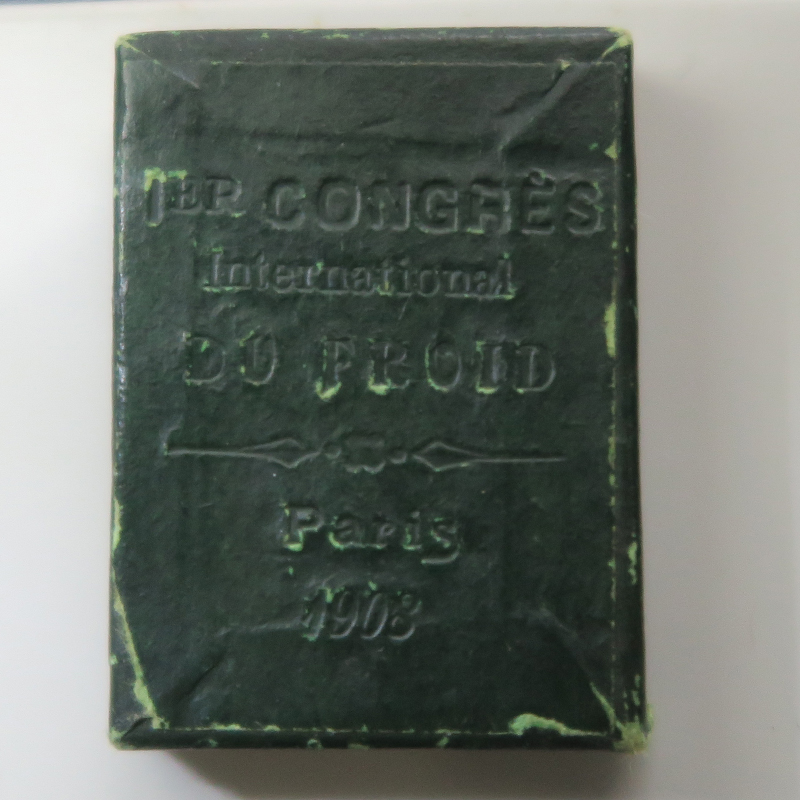 1ER CONGRÈS
International
DU FROID
Paris
1908